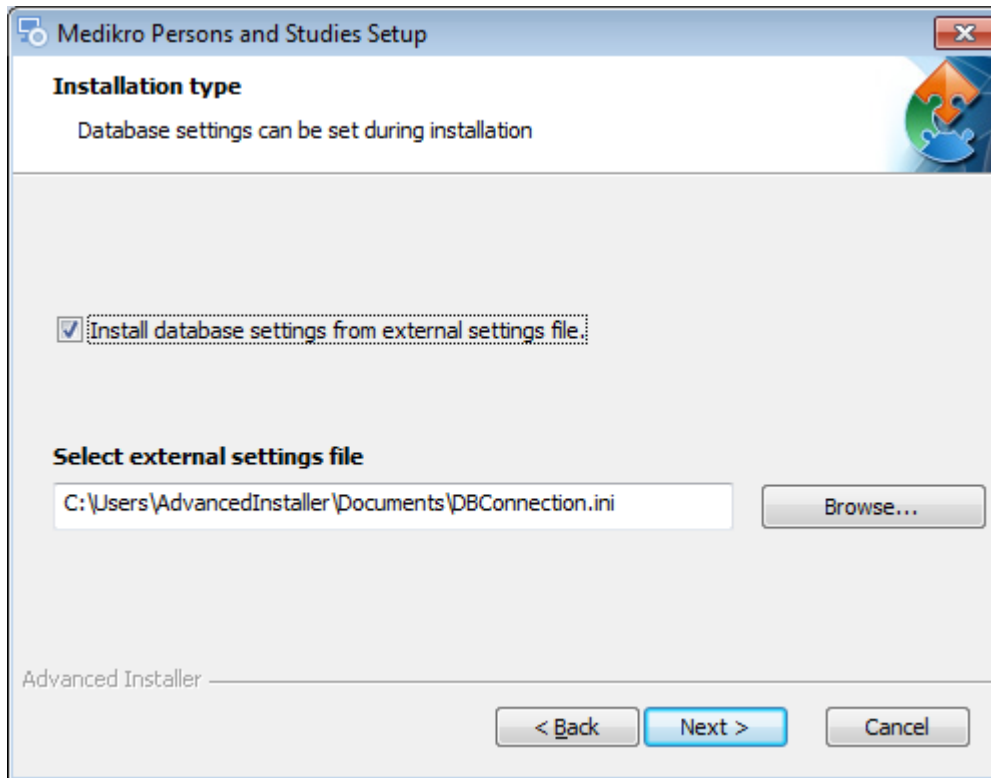 Medikro Persons and Studies Setup
Installation type
Database settings can be set during installation
Install database settings from external settings file.
Select external settings file
C:\Users\AdvancedInstaller\Documents\DBConnection.ini
Browse...
Advanced Installer
< Back
Next >
Cancel